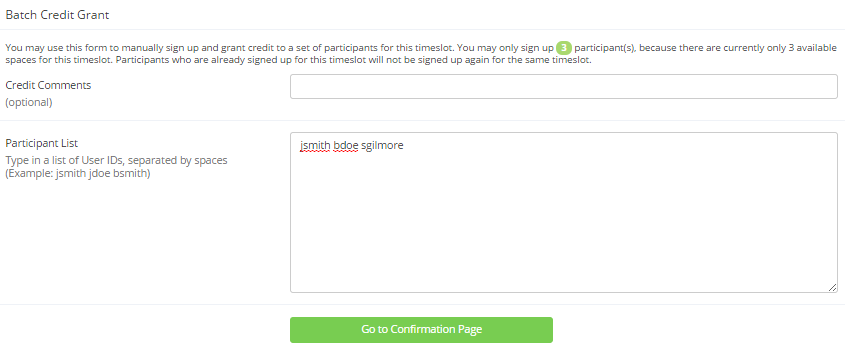 Batch Credit Grant
You may use this form to manually sign up and grant credit to a set of participants for this timeslot. You may only sign up 3 participant(s), because there are currently only 3 available
spaces for this timeslot. Participants who are already signed up for this timeslot will not be signed up again for the same timeslot.
Credit Comments
(optional)
Participant List
Type in a list of User IDs, separated by spaces
(Example: jsmith jdoe bsmith)
jsmith bdoe sgilmore
Go to Confirmation Page